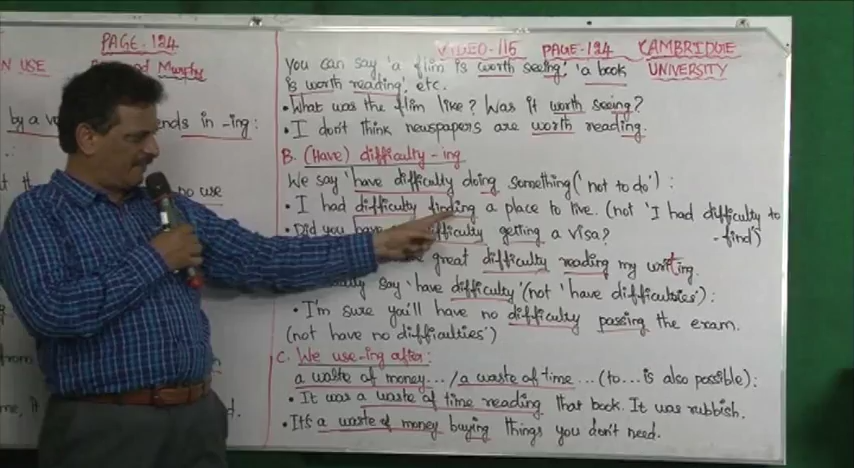 PAGE-124
N USE
Murphy
by a ve
ends in -ing:
no use
VIDEO-115 PAGE-124 CAMBRIDGE
UNIVERSITY
You can say 'a flim is worth seeing', 'a book
is worth reading', etc.
• What was the flim like? Was it worth seeing?
• I don't think newspapers are worth reading.
B. (Have) difficulty -ing
We say 'have difficulty doing something ('not to do') :
• I had difficulty finding a place to live. (not 'I had difficulty to
-find')
• Did you have difficulty getting a visa?
great difficulty reading my writing.
say 'have difficulty' (not 'have difficulties') :
• I'm sure you'll have no difficulty passing the exam.
(not have no difficulties')
C. We use -ing after:
a waste of money... / a waste of time ... (to... is also possible):
• It was a waste of time reading that book. It was rubbish.
• It's a waste of money buying things you don't need.